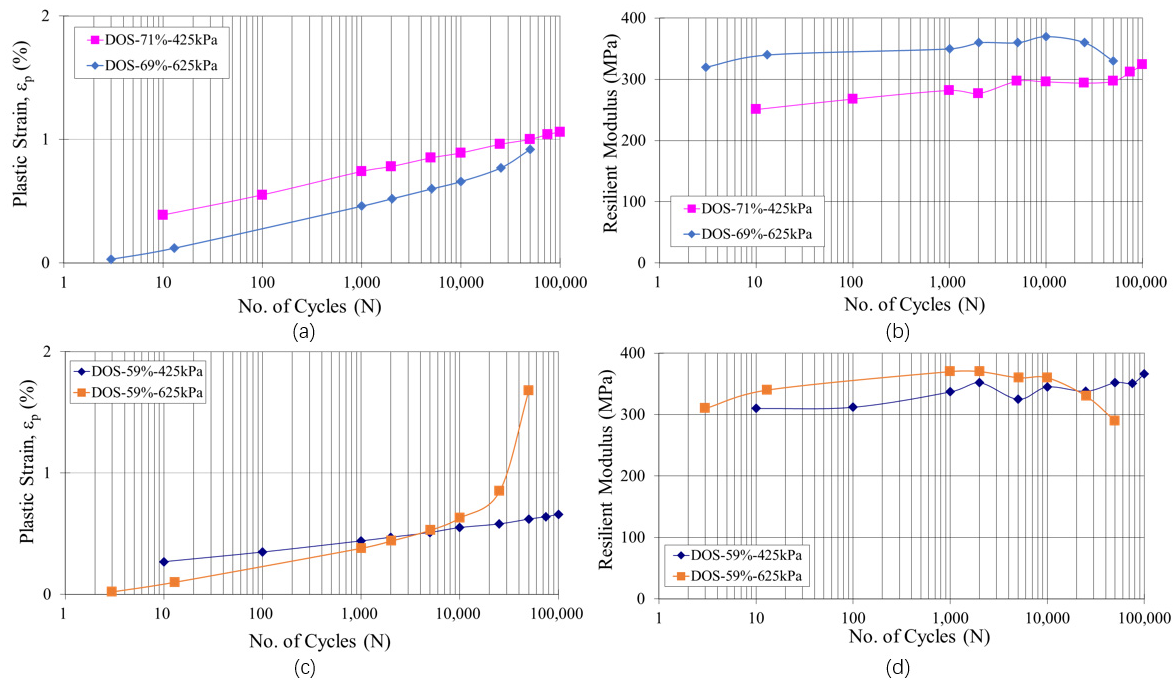 2
1
0
Plastic Strain, εp (%)
DOS-71%-425kPa
DOS-69%-625kPa
1
10
100
1,000
10,000
100,000
No. of Cycles (N)
(a)
400
300
200
100
0
Resilient Modulus (MPa)
DOS-71%-425kPa
DOS-69%-625kPa
1
10
100
1,000
10,000
100,000
No. of Cycles (N)
(b)
2
1
0
Plastic Strain, εp (%)
DOS-59%-425kPa
DOS-59%-625kPa
1
10
100
1,000
10,000
100,000
No. of Cycles (N)
(c)
400
300
200
100
0
Resilient Modulus (MPa)
DOS-59%-425kPa
DOS-59%-625kPa
1
10
100
1,000
10,000
100,000
No. of Cycles (N)
(d)